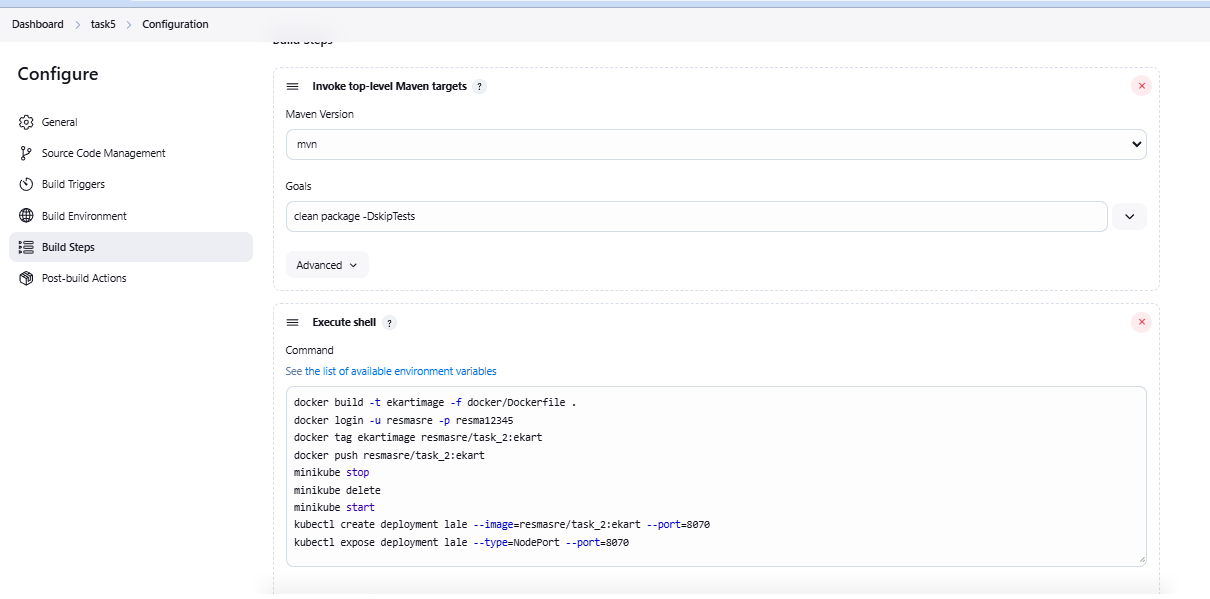 Dashboard > task5 > Configuration
Build Steps
Configure
General
Source Code Management
Build Triggers
Build Environment
Build Steps
Post-build Actions
Invoke top-level Maven targets ?
Maven Version
mvn
Goals
clean package -DskipTests
Advanced
Execute shell ?
Command
See the list of available environment variables
docker build -t ekartimage -f docker/Dockerfile .
docker login -u resmasre -p resma12345
docker tag ekartimage resmasre/task_2:ekart
docker push resmasre/task_2:ekart
minikube stop
minikube delete
minikube start
kubectl create deployment lale --image=resmasre/task_2:ekart --port=8070
kubectl expose deployment lale --type=NodePort --port=8070